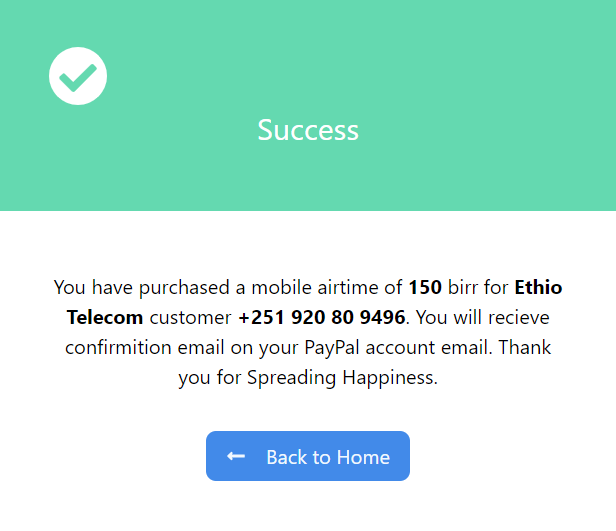 Success
You have purchased a mobile airtime of 150 birr for Ethio
Telecom customer +251 920 80 9496. You will recieve
confirmition email on your PayPal account email. Thank
you for Spreading Happiness.
Back to Home